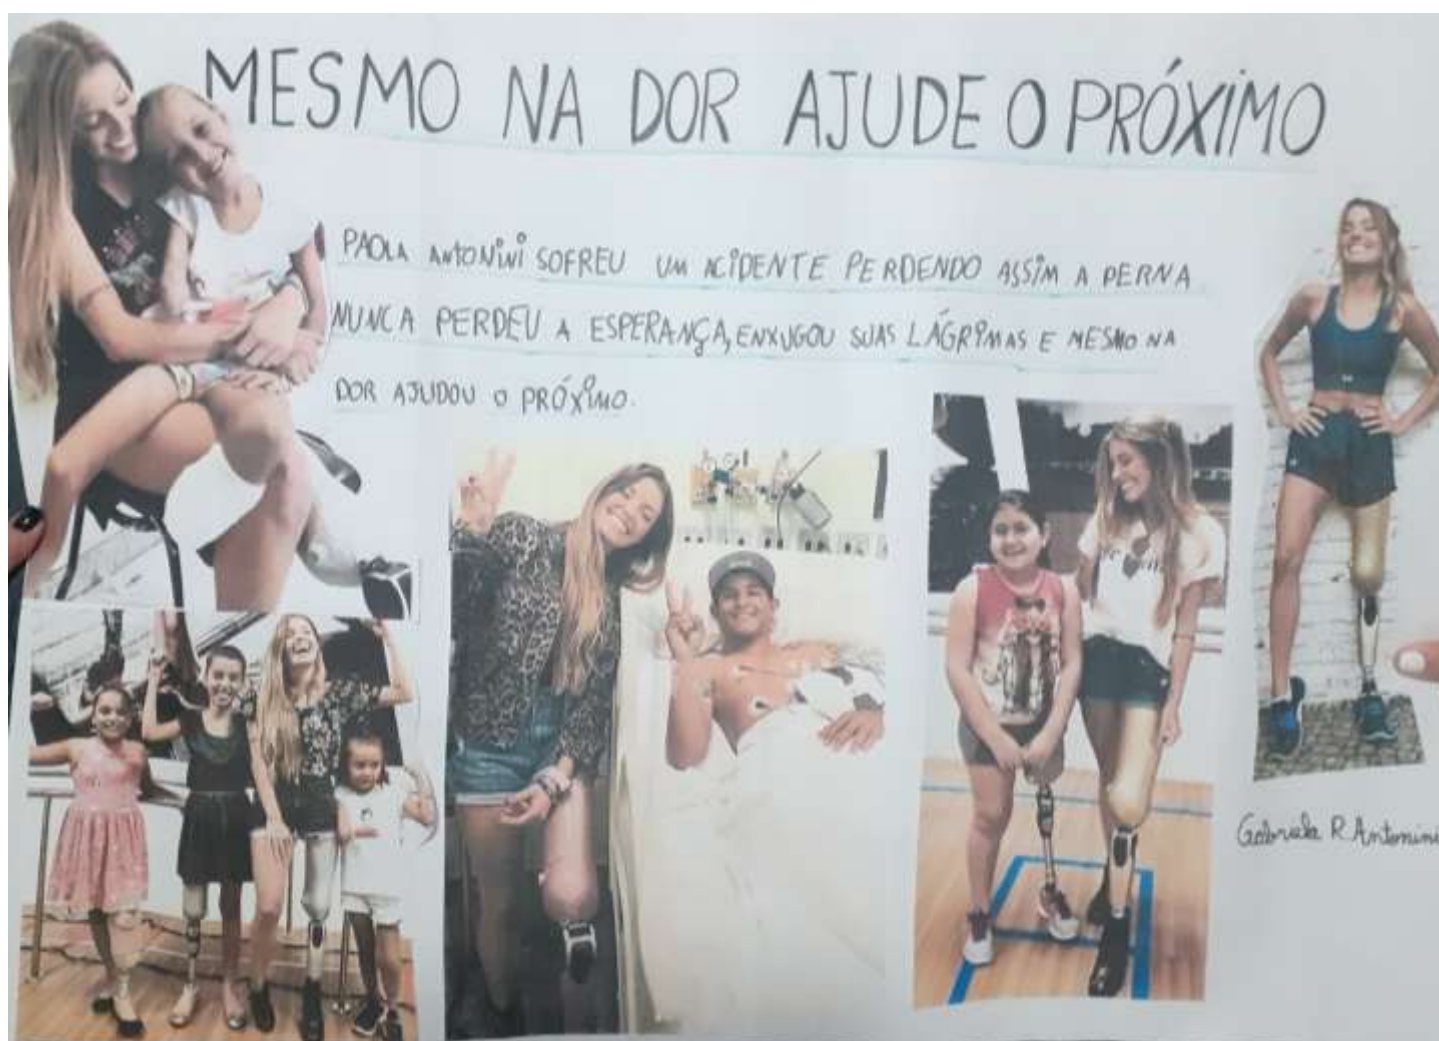 MESMO NA DOR AJUDE O PRÓXIMO
PAOLA ANTONINI SOFREU UM ACIDENTE PERDENDO ASSIM A PERNA
NUNCA PERDEU A ESPERANÇA, ENXUGOU SUAS LÁGRIMAS E MESMO NA
DOR AJUDOU O PRÓXIMO.
Gabriela R. Antonini